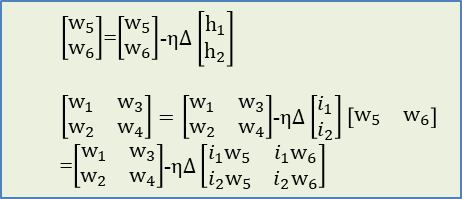 [w₅ w₆] = [w₅ w₆] -ηΔ [h₁ h₂]
[w₁ w₃ w₂ w₄] = [w₁ w₃ w₂ w₄] -ηΔ [i₁ i₂] [w₅ w₆]
= [w₁ w₃ w₂ w₄] -ηΔ [i₁w₅ i₁w₆ i₂w₅ i₂w₆]